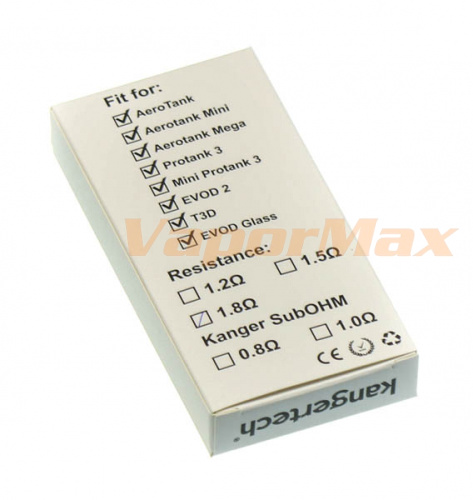 Fit for:
AeroTank
Aerotank Mini
Aerotank Mega
Protank 3
Mini Protank 3
EVOD 2
T3D
EVOD Glass
VaporMax
Resistance:
1.2Ω 1.5Ω
1.8Ω
Kanger SubOHM
0.8Ω 1.0Ω
CE
kangertech®